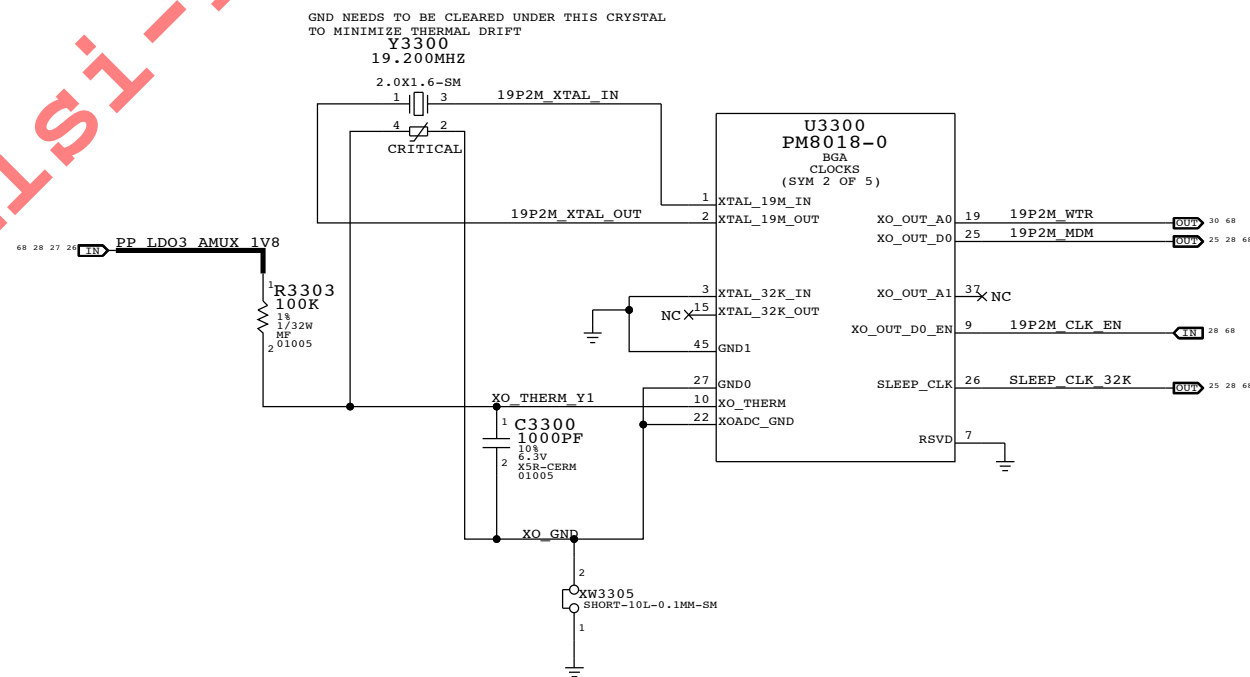 GND NEEDS TO BE CLEARED UNDER THIS CRYSTAL
TO MINIMIZE THERMAL DRIFT
Y3300
19.200MHZ
2.0X1.6-SM
1 3 19P2M_XTAL_IN
4 2
CRITICAL
U3300
PM8018-0
BGA
CLOCKS
(SYM 2 OF 5)
1 XTAL_19M_IN
19P2M_XTAL_OUT 2 XTAL_19M_OUT
XO_OUT_A0 19 19P2M_WTR OUT 30 68
XO_OUT_D0 25 19P2M_MDM OUT 25 28 68
68 28 27 26 IN PP_LDO3_AMUX_1V8
1 R3303
100K
1%
1/32W
MF
01005
2
3 XTAL_32K_IN
NC 15 XTAL_32K_OUT
45 GND1
XO_OUT_A1 37 NC
XO_OUT_D0_EN 9 19P2M_CLK_EN IN 28 68
27 GND0
SLEEP_CLK 26 SLEEP_CLK_32K OUT 25 28 68
XO_THERM_Y1 10 XO_THERM
22 XOADC_GND
RSVD 7
1 C3300
1000PF
10%
6.3V
2 X5R-CERM
01005
XO_GND
2
XW3305
SHORT-10L-0.1MM-SM
1
lsi-